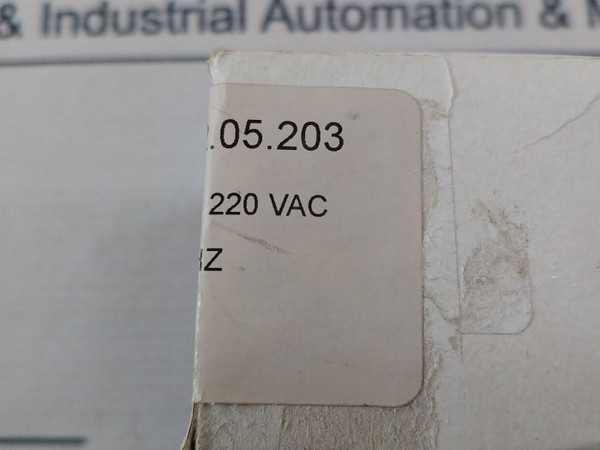 & Industrial Automation &
.05.203
220 VAC
HZ